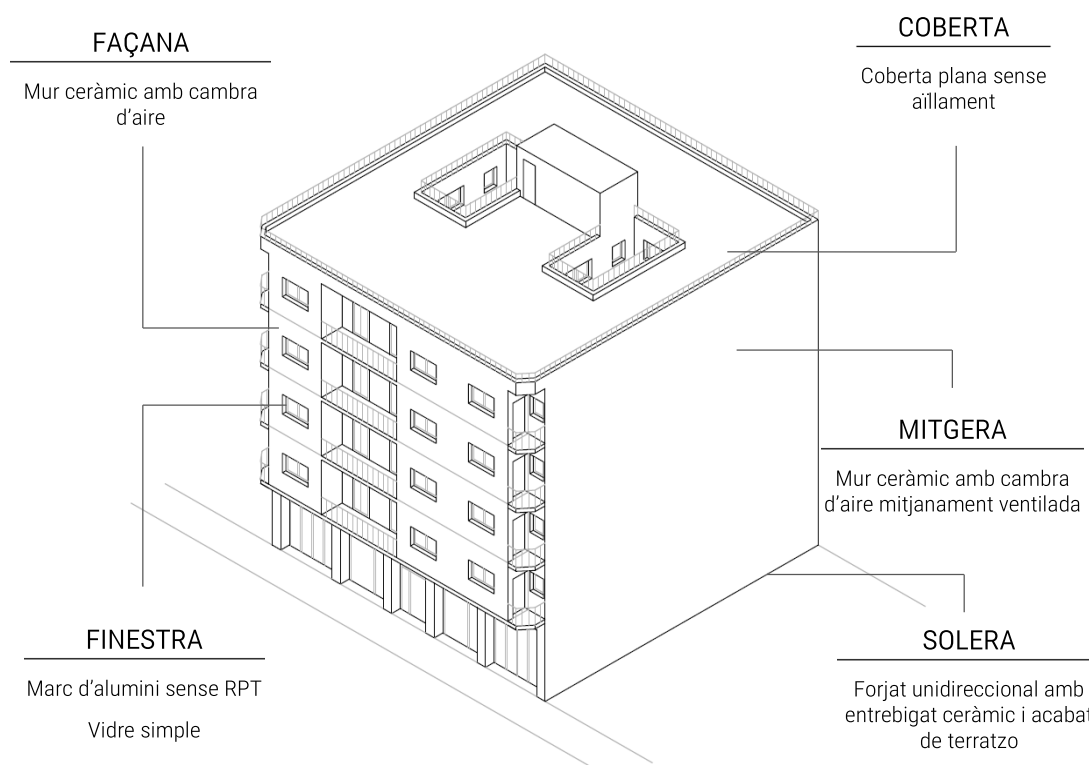 FAÇANA
Mur ceràmic amb cambra
d'aire
COBERTA
Coberta plana sense
aïllament
MITGERA
Mur ceràmic amb cambra
d'aire mitjanament ventilada
FINESTRA
Marc d'alumini sense RPT
Vidre simple
SOLERA
Forjat unidireccional amb
entrebigat ceràmic i acabat
de terratzo